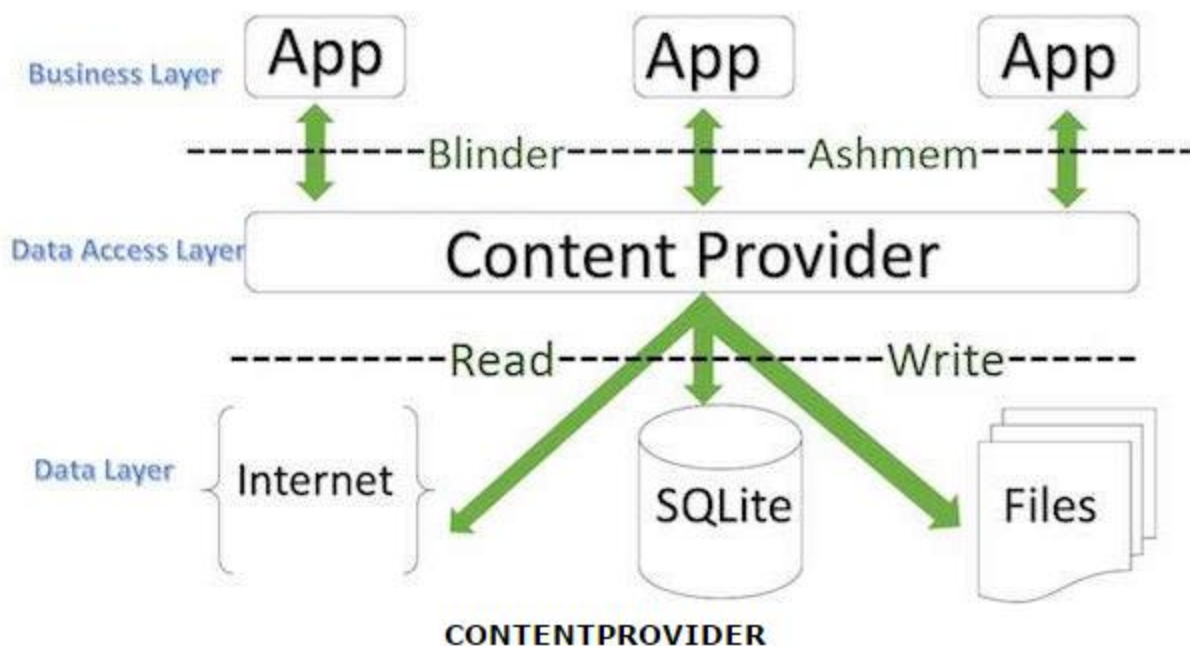 App App App
Business Layer
Blinder Ashmem
Data Access Layer Content Provider
Read Write
Data Layer Internet SQLite Files
CONTENTPROVIDER